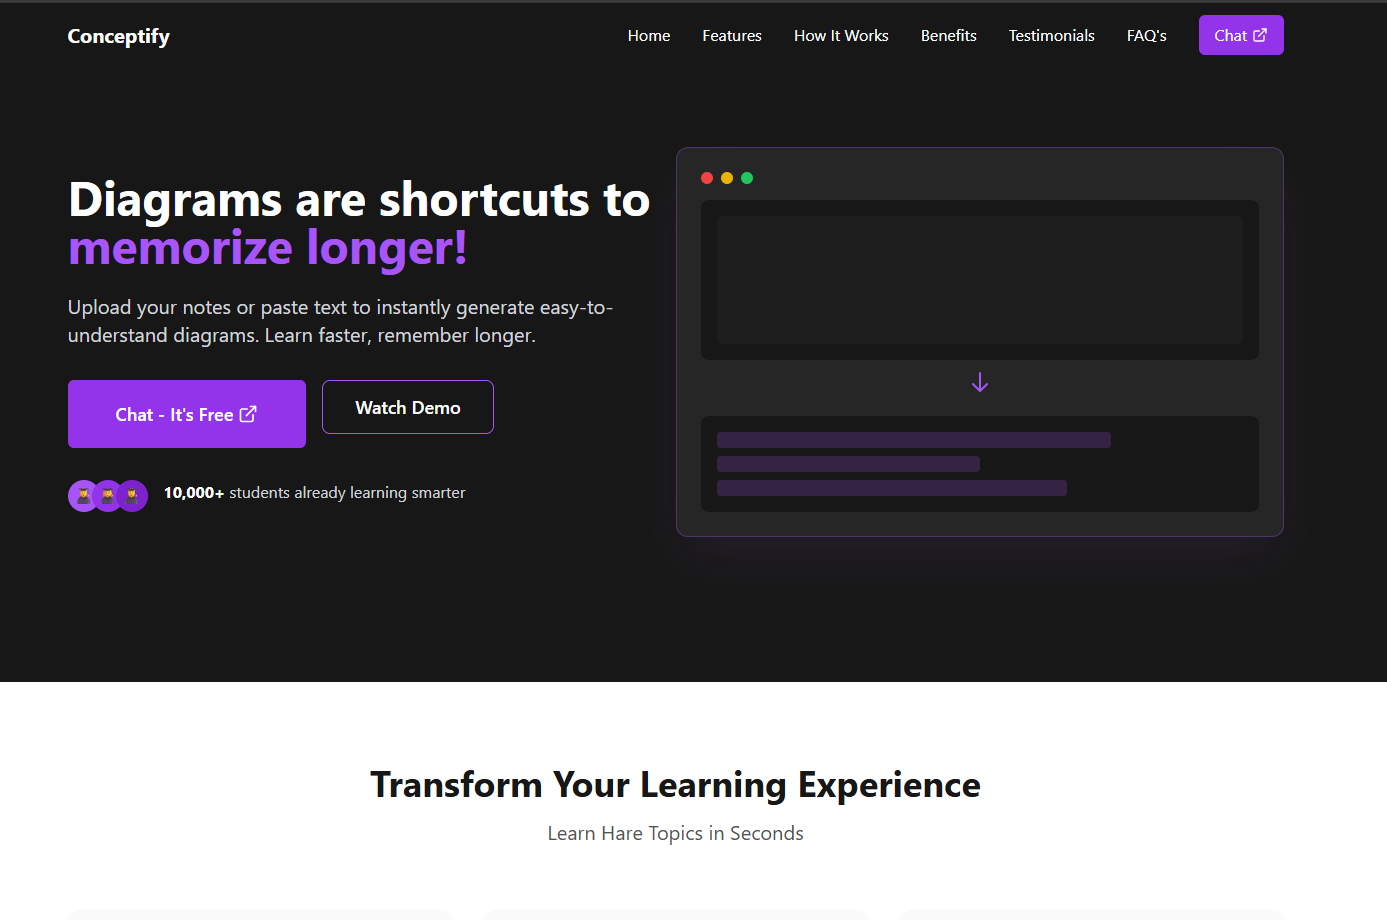 Conceptify
Home
Features
How It Works
Benefits
Testimonials
FAQ's
Chat
Diagrams are shortcuts to
memorize longer!
Upload your notes or paste text to instantly generate easy-to-
understand diagrams. Learn faster, remember longer.
Chat - It's Free
Watch Demo
10,000+ students already learning smarter
Transform Your Learning Experience
Learn Hare Topics in Seconds